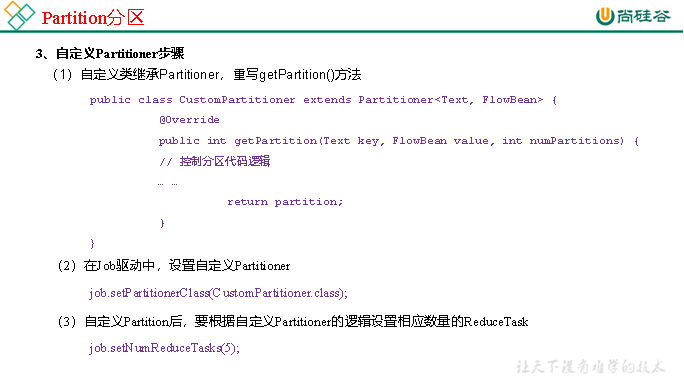 Partition分区
尚硅谷
3、自定义Partitioner步骤
（1）自定义类继承Partitioner，重写getPartition()方法
public class CustomPartitioner extends Partitioner<Text, FlowBean> {
@Override
public int getPartition(Text key, FlowBean value, int numPartitions) {
// 控制分区代码逻辑
… …
return partition;
}
}
（2）在Job驱动中，设置自定义Partitioner
job.setPartitionerClass(CustomPartitioner.class);
（3）自定义Partition后，要根据自定义Partitioner的逻辑设置相应数量的ReduceTask
job.setNumReduceTasks(5);
让天下没有难学的技术